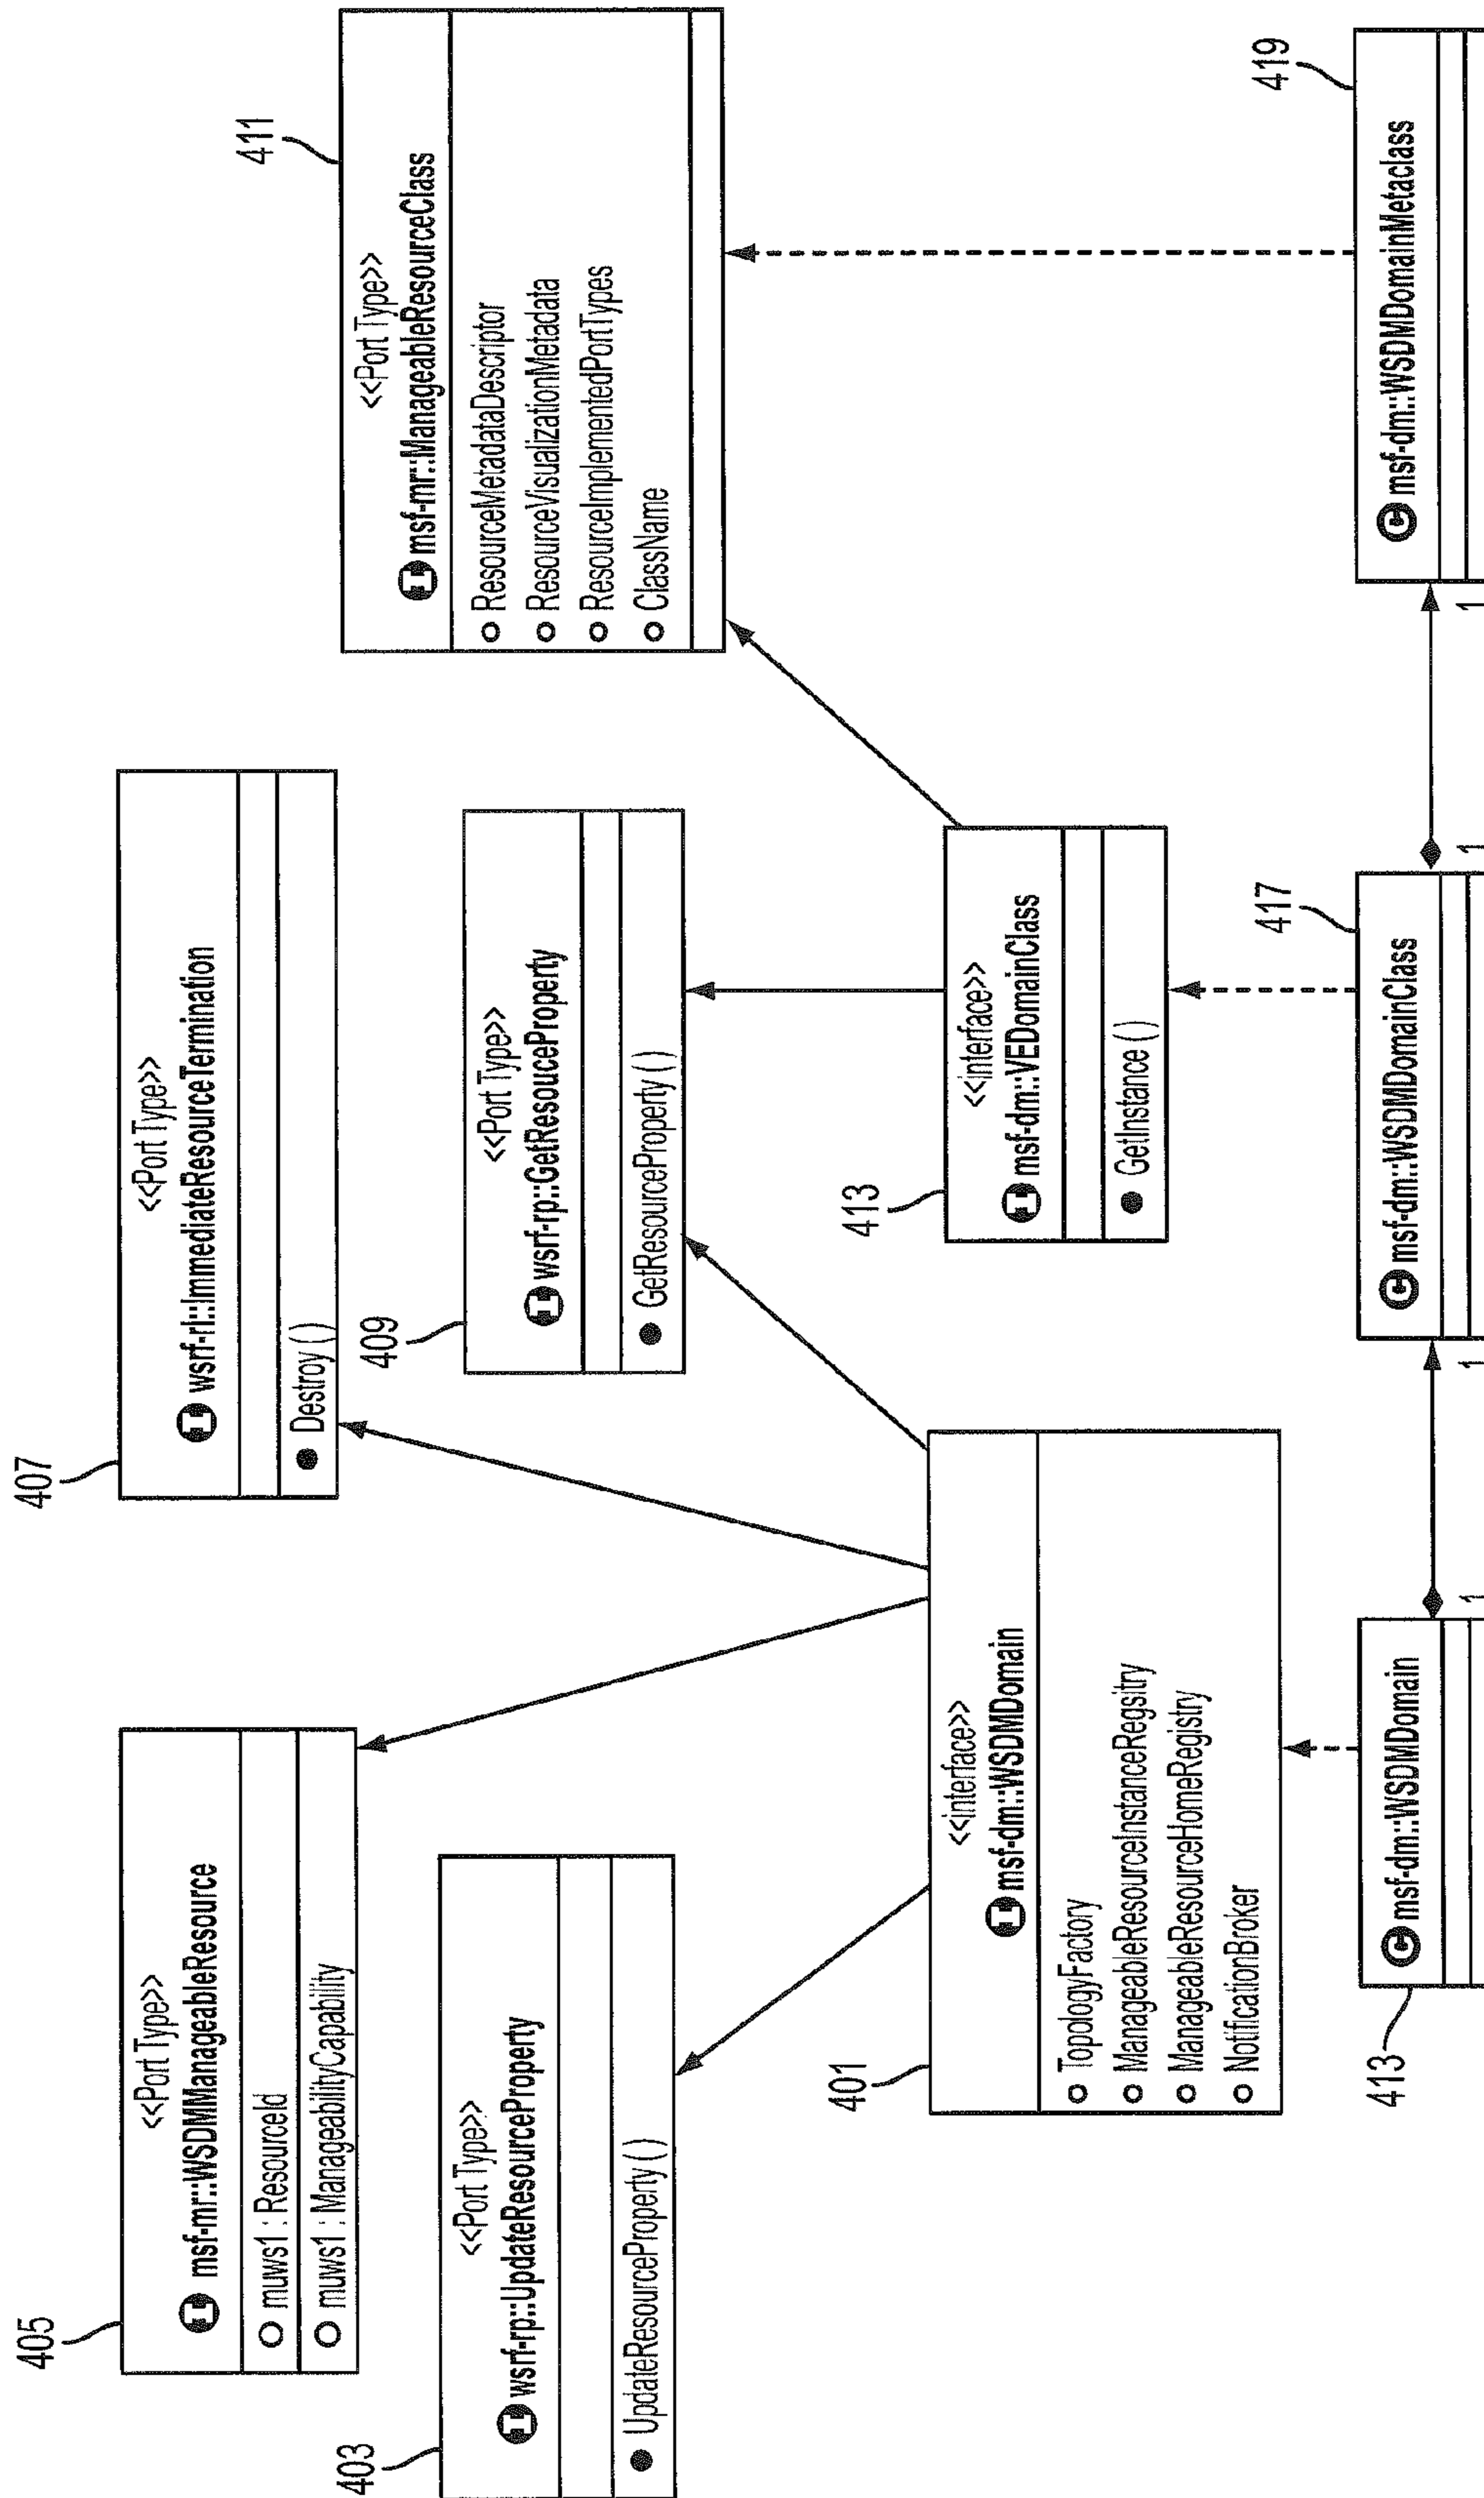 405
<<Port Type>>
I msf-mr::WSDMManageableResource
muws1 : ResourceId
muws1 : ManageabilityCapability
407
<<Port Type>>
I wsrf-rl::ImmediateResourceTermination
Destroy ( )
411
<<Port Type>>
I msf-mr::ManageableResourceClass
ResourceMetadataDescriptor
ResourceVisualizationMetadata
ResourceImplementedPortTypes
ClassName
403
<<Port Type>>
I wsrf-rp::UpdateResourceProperty
UpdateResourceProperty ( )
409
<<Port Type>>
I wsrf-rp::GetResouceProperty
GetResourceProperty ( )
401
<<interface>>
I msf-dm::WSDMDomain
TopologyFactory
ManageableResourceInstanceRegsitry
ManageableResourceHomeRegistry
NotificationBroker
413
<<interface>>
I msf-dm::VEDomainClass
GetInstance ( )
413
C msf-dm::WSDMDomain
1
1
417
C msf-dm::WSDMDomainClass
1
1
419
C msf-dm::WSDMDomainMetaclass